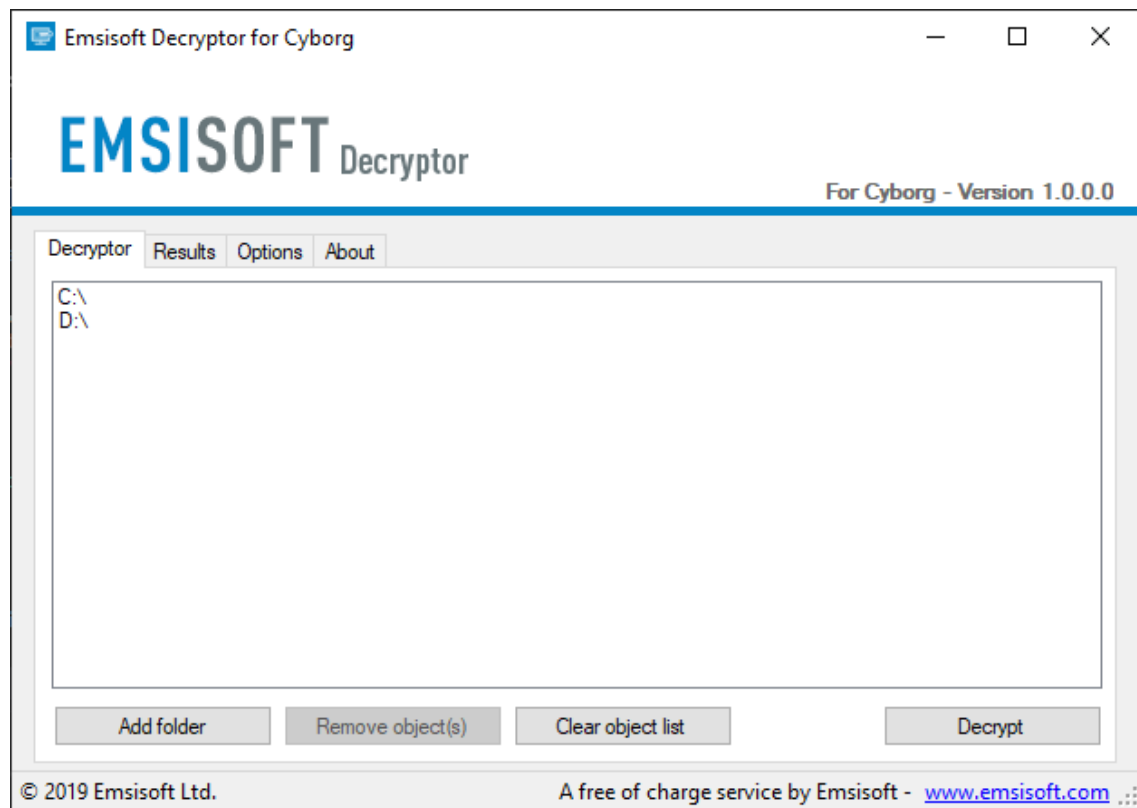 Emsisoft Decryptor for Cyborg
EMSISOFT Decryptor
For Cyborg - Version 1.0.0.0
Decryptor Results Options About
C:\
D:\
Add folder Remove object(s) Clear object list Decrypt
© 2019 Emsisoft Ltd. A free of charge service by Emsisoft - www.emsisoft.com